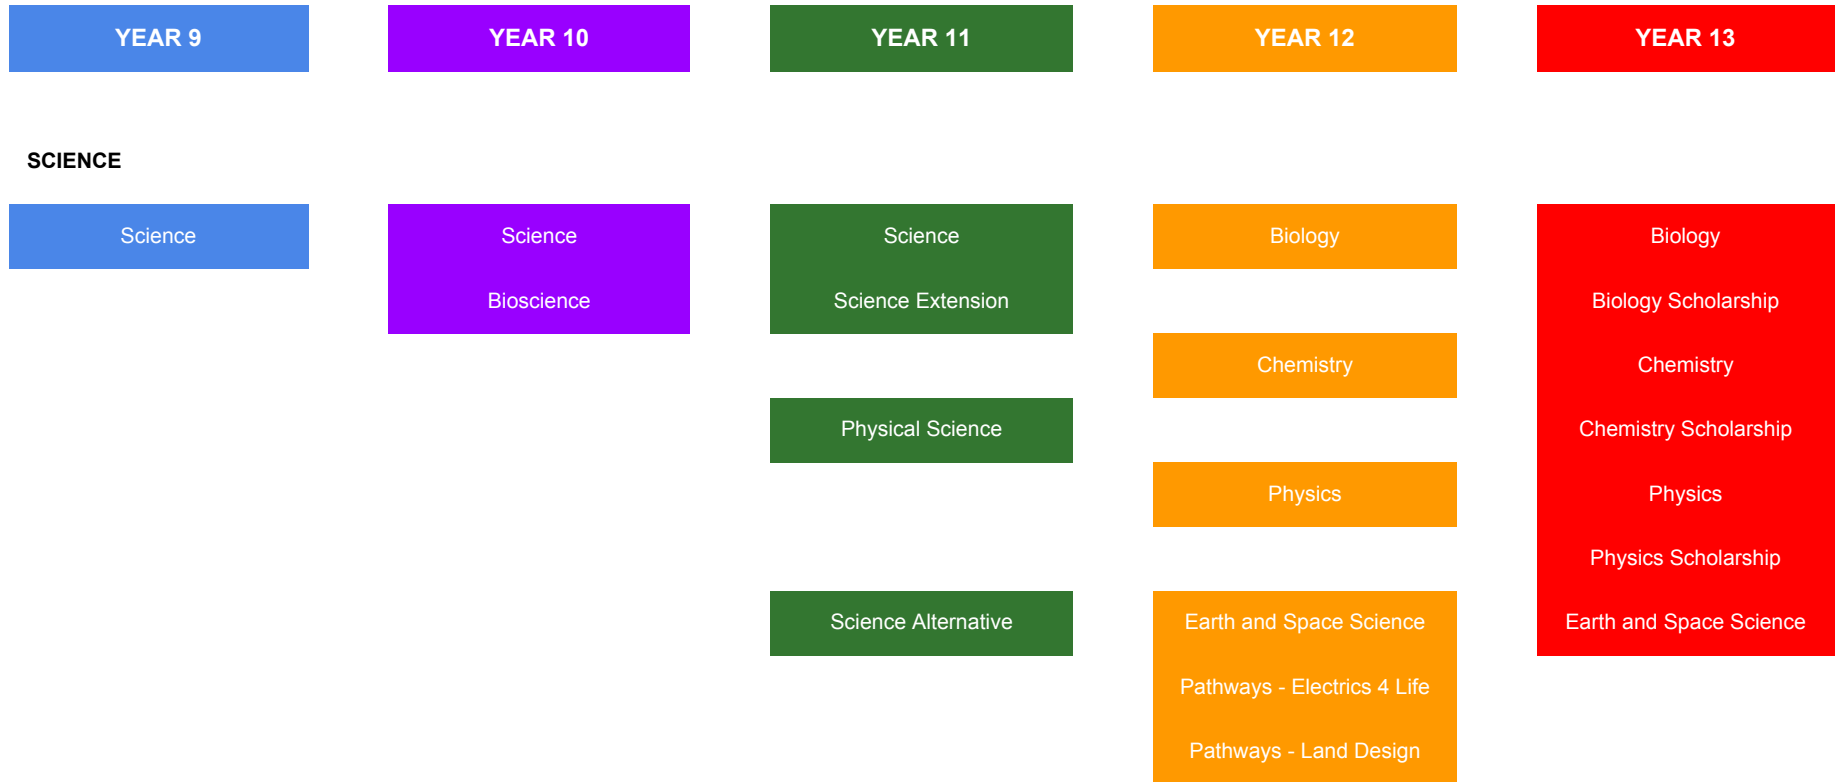 YEAR 9
YEAR 10
YEAR 11
YEAR 12
YEAR 13
SCIENCE
Science
Science
Science
Biology
Biology
Bioscience
Science Extension
Biology Scholarship
Chemistry
Chemistry
Physical Science
Chemistry Scholarship
Physics
Physics
Physics Scholarship
Science Alternative
Earth and Space Science
Earth and Space Science
Pathways - Electrics 4 Life
Pathways - Land Design